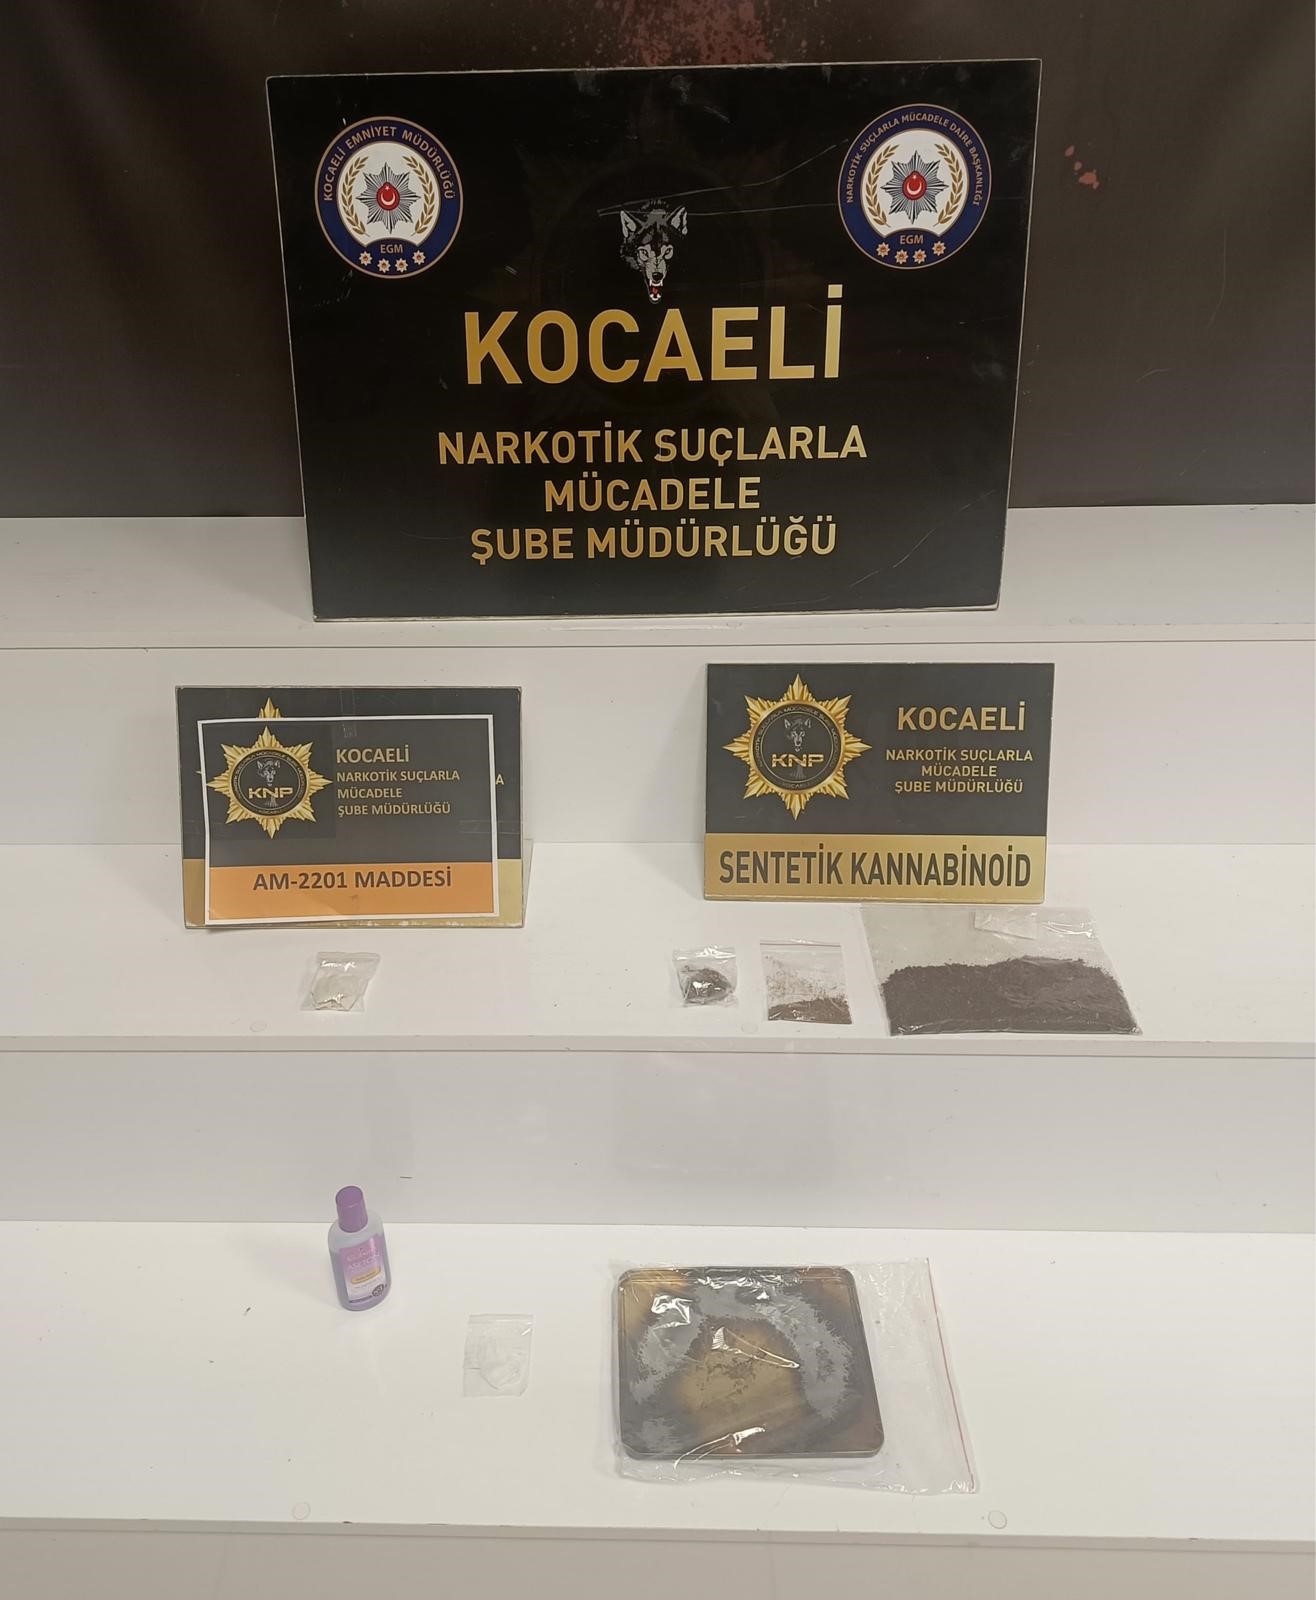 KOCAELİ EMNİYET MÜDÜRLÜĞÜ
EGM
NARKOTİK SUÇLARLA MÜCADELE DAİRE BAŞKANLIĞI
EGM
KOCAELİ
NARKOTİK SUÇLARLA
MÜCADELE
ŞUBE MÜDÜRLÜĞÜ
KNP
KOCAELİ
NARKOTİK SUÇLARLA
MÜCADELE
ŞUBE MÜDÜRLÜĞÜ
A
AM-2201 MADDESİ
KNP
KOCAELİ
NARKOTİK SUÇLARLA
MÜCADELE
ŞUBE MÜDÜRLÜĞÜ
SENTETİK KANNABİNOİD